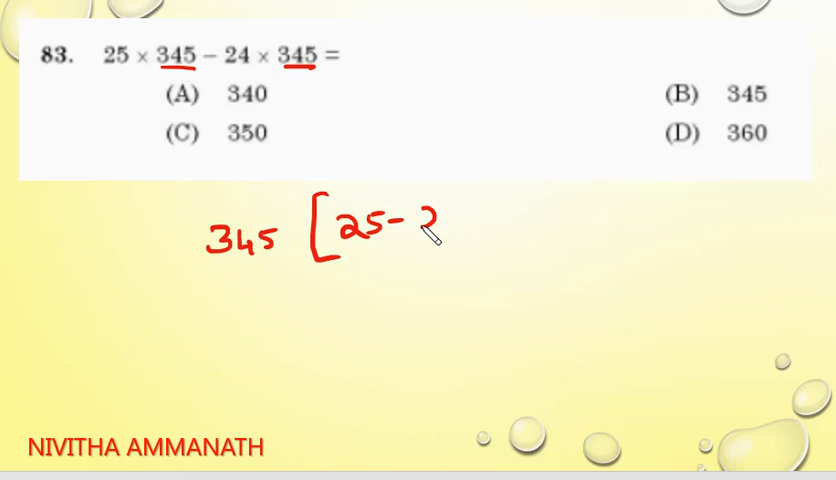 83. 25 × 345 – 24 × 345 =
(A) 340 (B) 345
(C) 350 (D) 360
345 [25- 2
NIVITHA AMMANATH